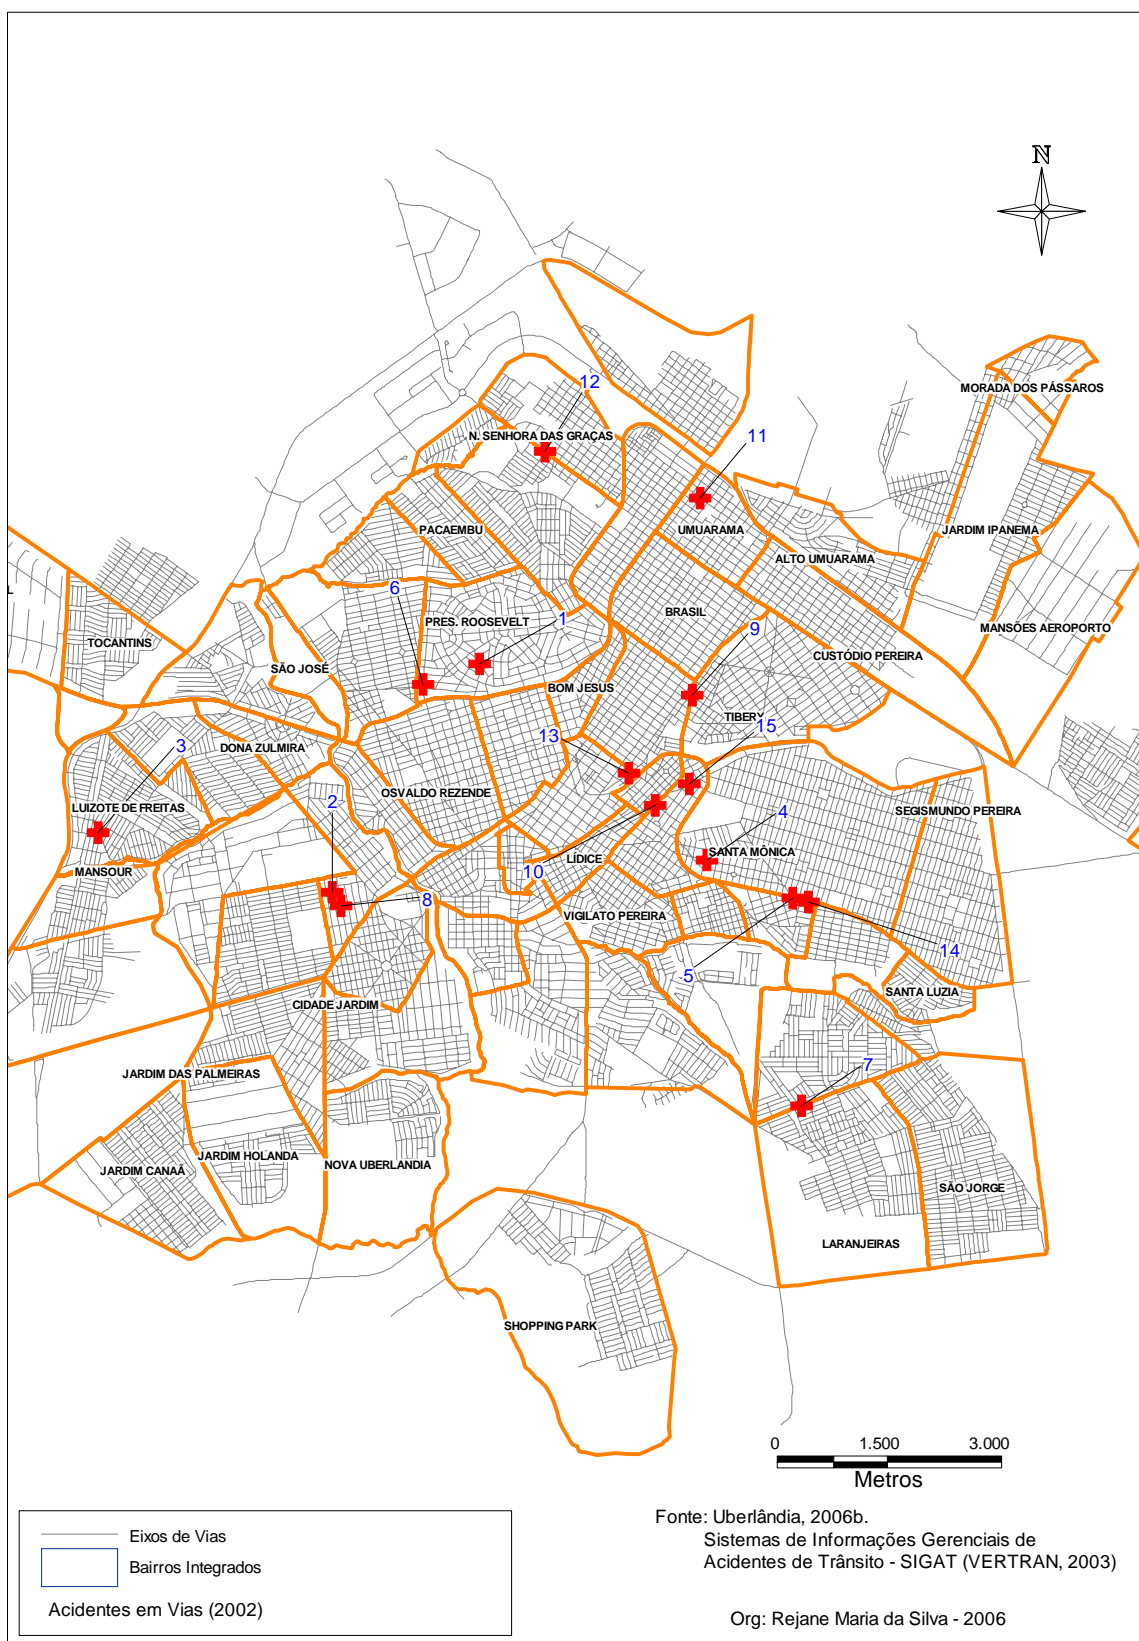 N
MORADA DOS PÁSSAROS
12
N. SENHORA DAS GRAÇAS
11
PACAEMBU
UMUARAMA
JARDIM IPANEMA
ALTO UMUARAMA
L
6
TOCANTINS
PRES. ROOSEVELT
1
BRASIL
9
MANSÕES AEROPORTO
SÃO JOSÉ
CUSTÓDIO PEREIRA
BOM JESUS
TIBERY
15
13
3
DONA ZULMIRA
OSVALDO REZENDE
2
LUIZOTE DE FREITAS
4
SEGISMUNDO PEREIRA
SANTA MÔNICA
LÍDICE
10
MANSOUR
8
VIGILATO PEREIRA
14
5
SANTA LUZIA
CIDADE JARDIM
7
JARDIM DAS PALMEIRAS
JARDIM HOLANDA
NOVA UBERLANDIA
JARDIM CANAÃ
SÃO JORGE
LARANJEIRAS
SHOPPING PARK
0 1.500 3.000
Metros
Fonte: Uberlândia, 2006b.
Sistemas de Informações Gerenciais de
Acidentes de Trânsito - SIGAT (VERTRAN, 2003)
Org: Rejane Maria da Silva - 2006
Eixos de Vias
Bairros Integrados
Acidentes em Vias (2002)